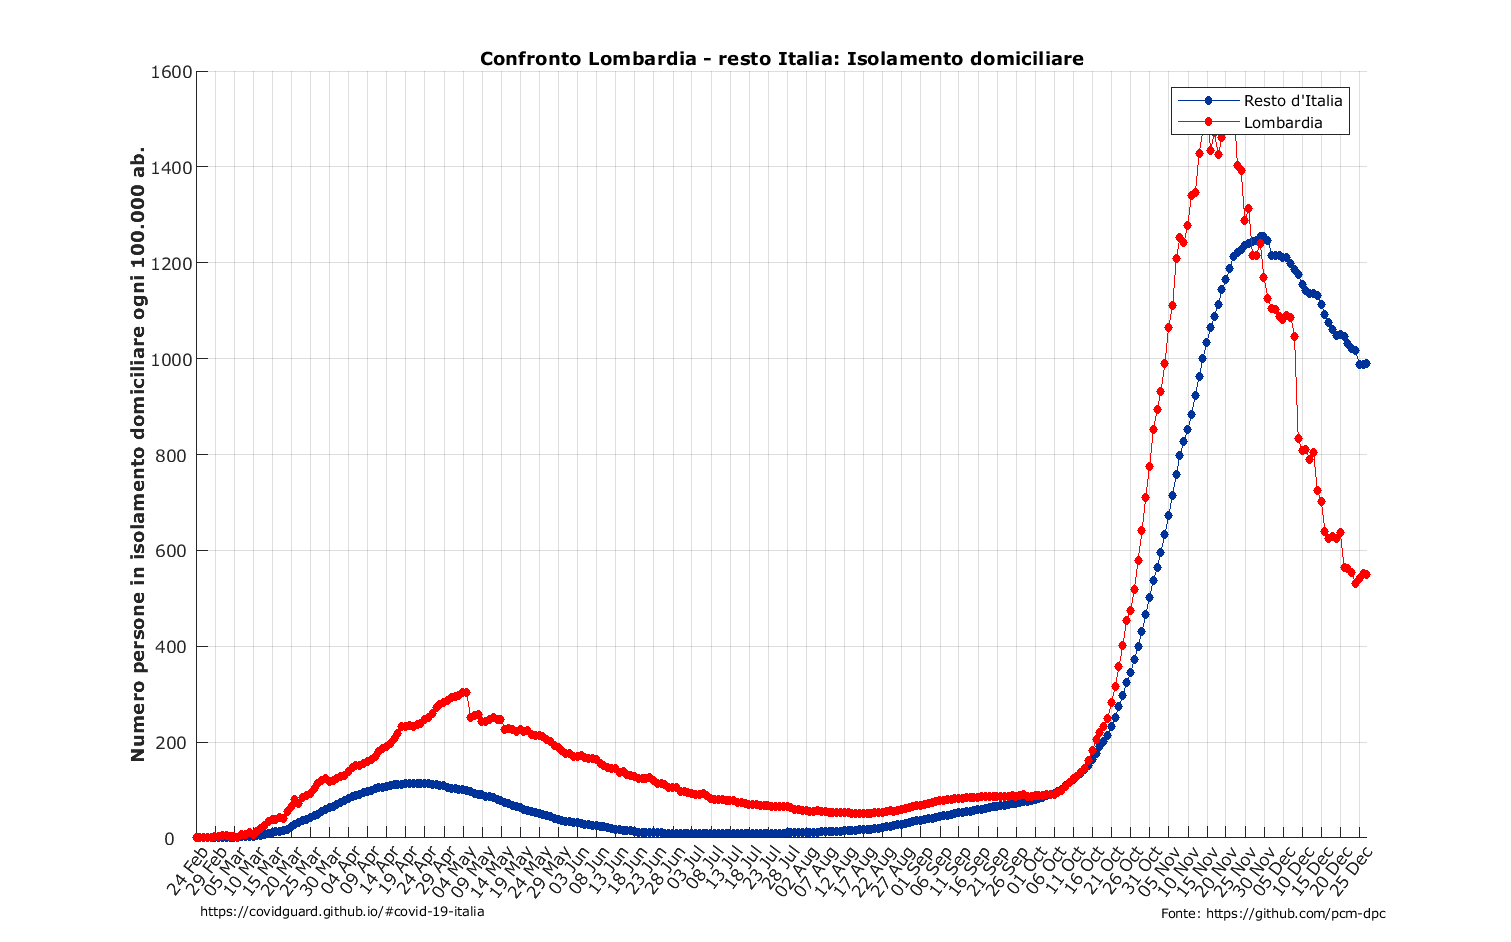 Confronto Lombardia - resto Italia: Isolamento domiciliare
Numero persone in isolamento domiciliare ogni 100.000 ab.
1600
1400
1200
1000
800
600
400
200
0
Resto d'Italia
Lombardia
24 Feb
29 Feb
05 Mar
10 Mar
15 Mar
20 Mar
25 Mar
30 Mar
04 Apr
09 Apr
14 Apr
19 Apr
24 Apr
29 Apr
04 May
09 May
14 May
19 May
24 May
29 May
03 Jun
08 Jun
13 Jun
18 Jun
23 Jun
28 Jun
03 Jul
08 Jul
13 Jul
18 Jul
23 Jul
28 Jul
02 Aug
07 Aug
12 Aug
17 Aug
22 Aug
27 Aug
01 Sep
06 Sep
11 Sep
16 Sep
21 Sep
26 Sep
01 Oct
06 Oct
11 Oct
16 Oct
21 Oct
26 Oct
31 Oct
05 Nov
10 Nov
15 Nov
20 Nov
25 Nov
30 Nov
05 Dec
10 Dec
15 Dec
20 Dec
25 Dec
https://covidguard.github.io/#covid-19-italia
Fonte: https://github.com/pcm-dpc